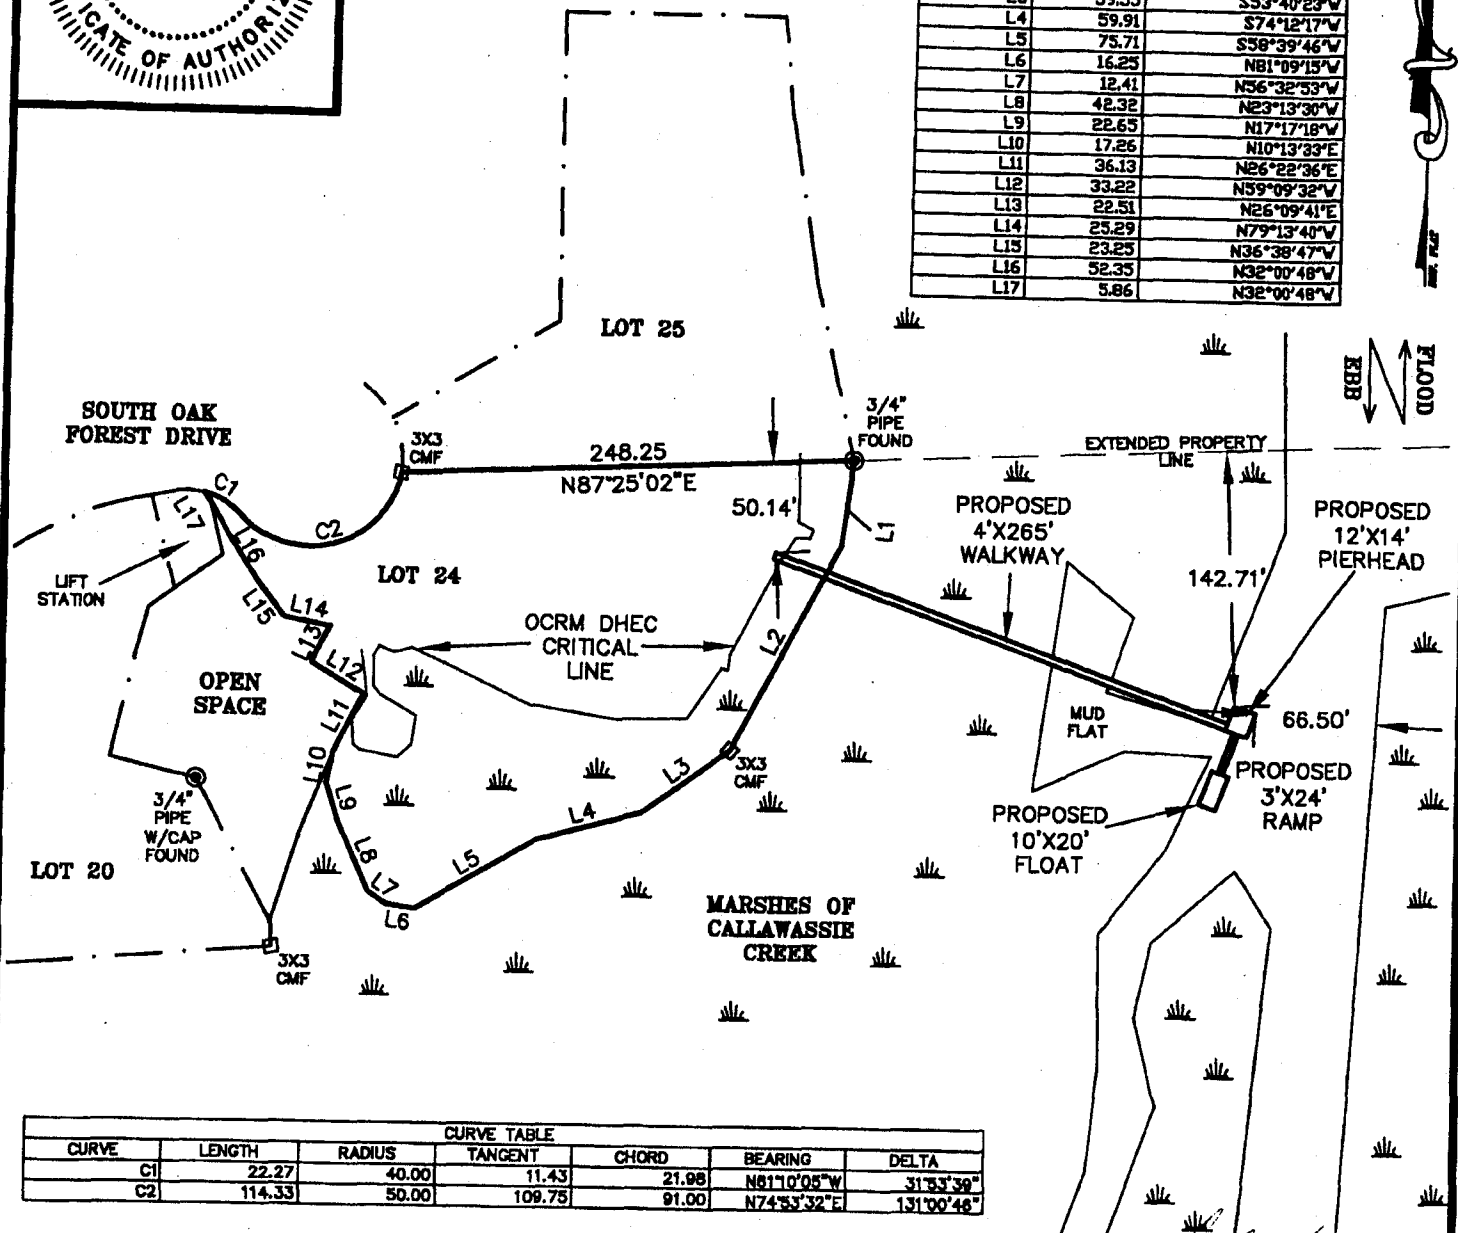 ICATE OF AUTHORIZ
S53°40'23"W
L4 59.91 S74°12'17"W
L5 75.71 S58°39'46"W
L6 16.25 N81°09'15"W
L7 12.41 N56°32'53"W
L8 42.32 N23°13'30"W
L9 22.65 N17°17'18"W
L10 17.26 N10°13'33"E
L11 36.13 N26°22'36"E
L12 33.22 N59°09'32"W
L13 22.51 N26°09'41"E
L14 25.29 N79°13'40"W
L15 23.25 N36°38'47"W
L16 52.35 N32°00'48"W
L17 5.86 N32°00'48"W
LOT 25
FLOOD
EBB
SOUTH OAK
FOREST DRIVE
3X3
CMF
248.25
N87°25'02"E
3/4"
PIPE
FOUND
EXTENDED PROPERTY
LINE
50.14'
L1
PROPOSED
4'X265'
WALKWAY
PROPOSED
12'X14'
PIERHEAD
142.71'
C1
C2
L17
L16
L15
L14
L13
L12
L11
L10
L9
L8
L7
L6
L5
L4
L3
L2
LOT 24
LIFT
STATION
OCRM DHEC
CRITICAL
LINE
OPEN
SPACE
MUD
FLAT
66.50'
3X3
CMF
PROPOSED
3'X24'
RAMP
PROPOSED
10'X20'
FLOAT
3/4"
PIPE
W/CAP
FOUND
LOT 20
MARSHES OF
CALLAWASSIE
CREEK
3X3
CMF
CURVE TABLE
CURVE LENGTH RADIUS TANGENT CHORD BEARING DELTA
C1 22.27 40.00 11.43 21.98 N61°10'05"W 31°53'39"
C2 114.33 50.00 109.75 91.00 N74°53'32"E 131°00'48"